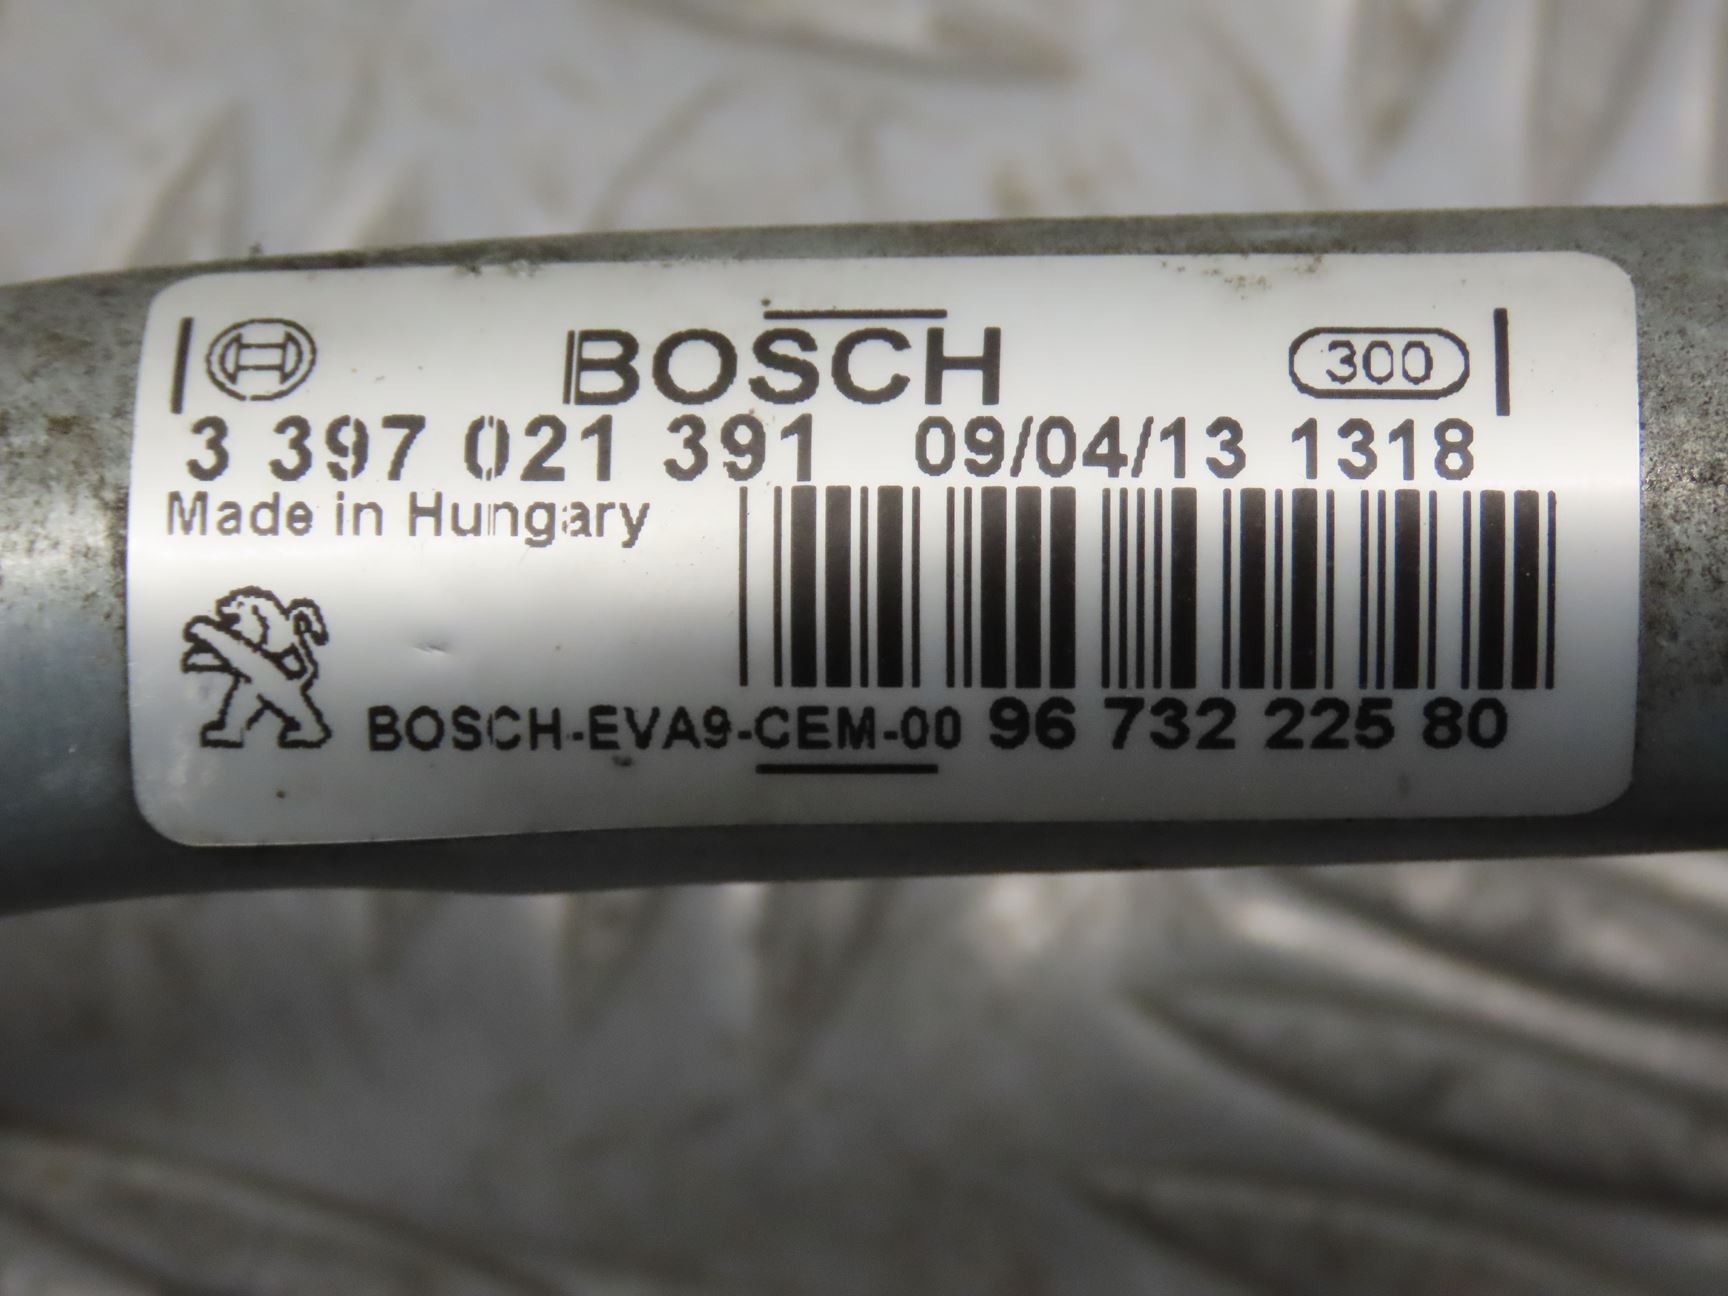 BOSCH 300
3 397 021 391 09/04/13 1318
Made in Hungary
BOSCH-EVA9-CEM-00 96 732 225 80